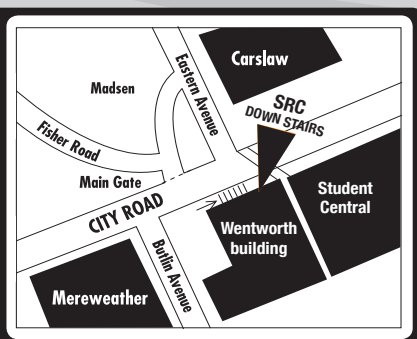 Carslaw
Eastern Avenue
Madsen
SRC
DOWN STAIRS
Fisher Road
Main Gate
CITY ROAD
Student
Central
Wentworth
building
Butlin Avenue
Mereweather